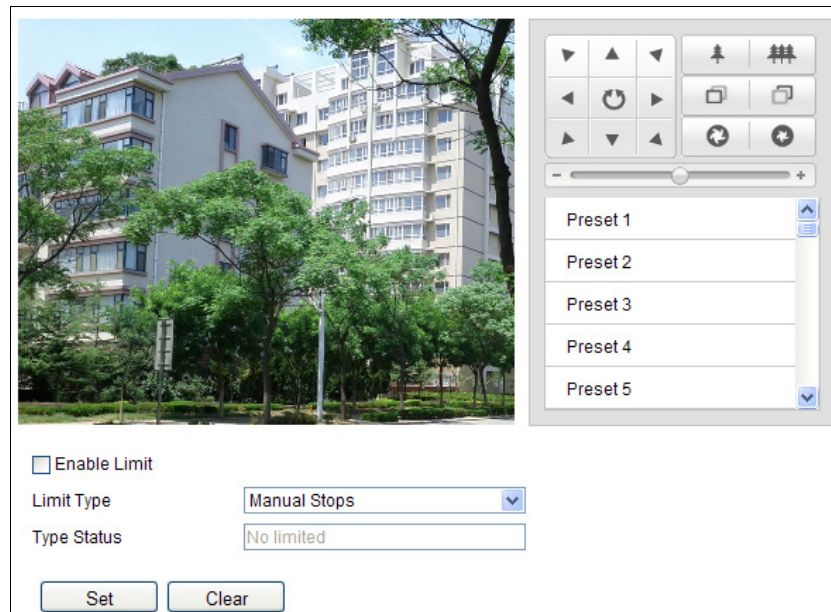 Preset 1
Preset 2
Preset 3
Preset 4
Preset 5
Enable Limit
Limit Type Manual Stops
Type Status No limited
Set Clear